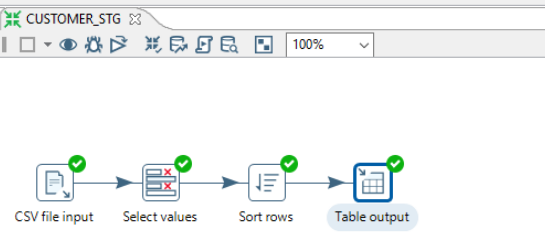 CUSTOMER_STG
100%
CSV file input
Select values
Sort rows
Table output